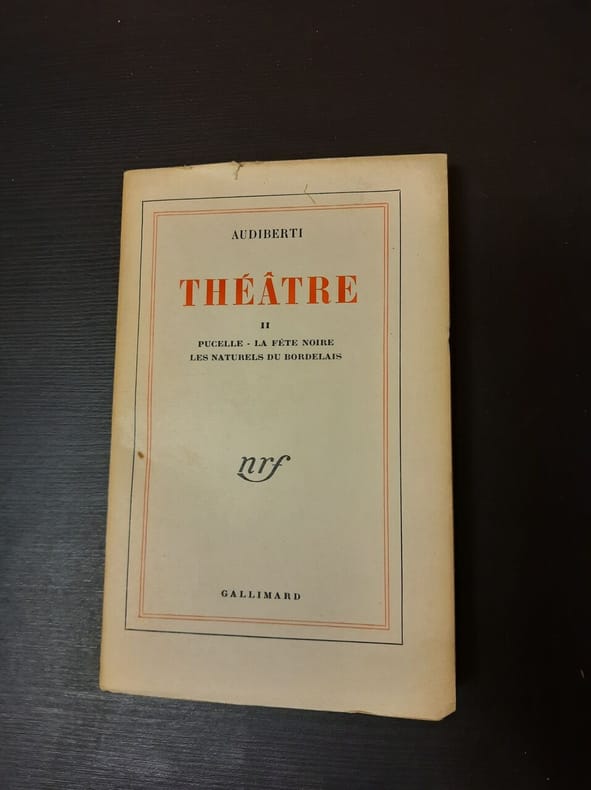 AUDIBERTI
THÉÂTRE
II
PUCELLE - LA FÊTE NOIRE
LES NATURELS DU BORDELAIS
nrf
GALLIMARD